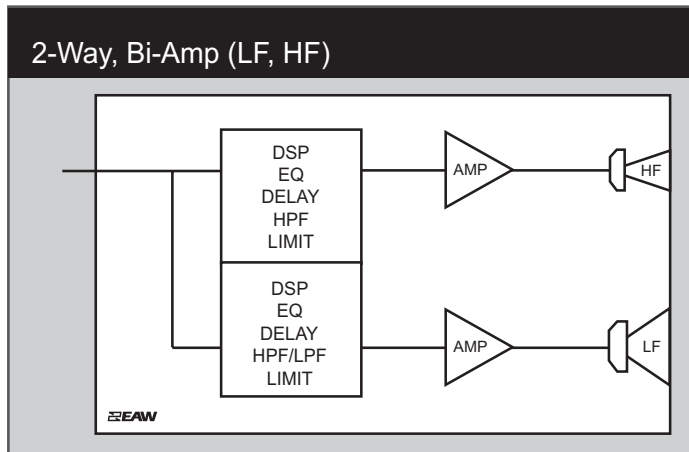 2-Way, Bi-Amp (LF, HF)
DSP
EQ
DELAY
HPF
LIMIT
AMP
HF
DSP
EQ
DELAY
HPF/LPF
LIMIT
AMP
LF
EAW